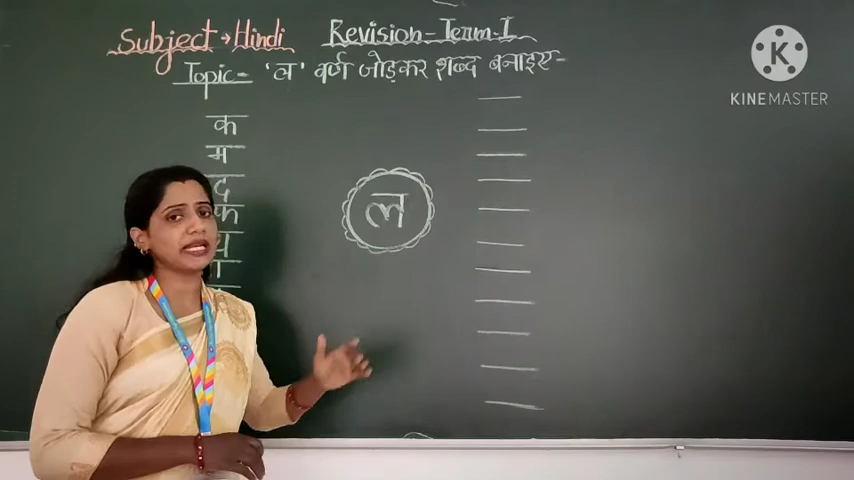 Subject→Hindi Revision-Term-I
Topic:- 'ल' वर्ण जोड़कर शब्द बनाइए-
क
म
द
फ
ल
K
KINEMASTER